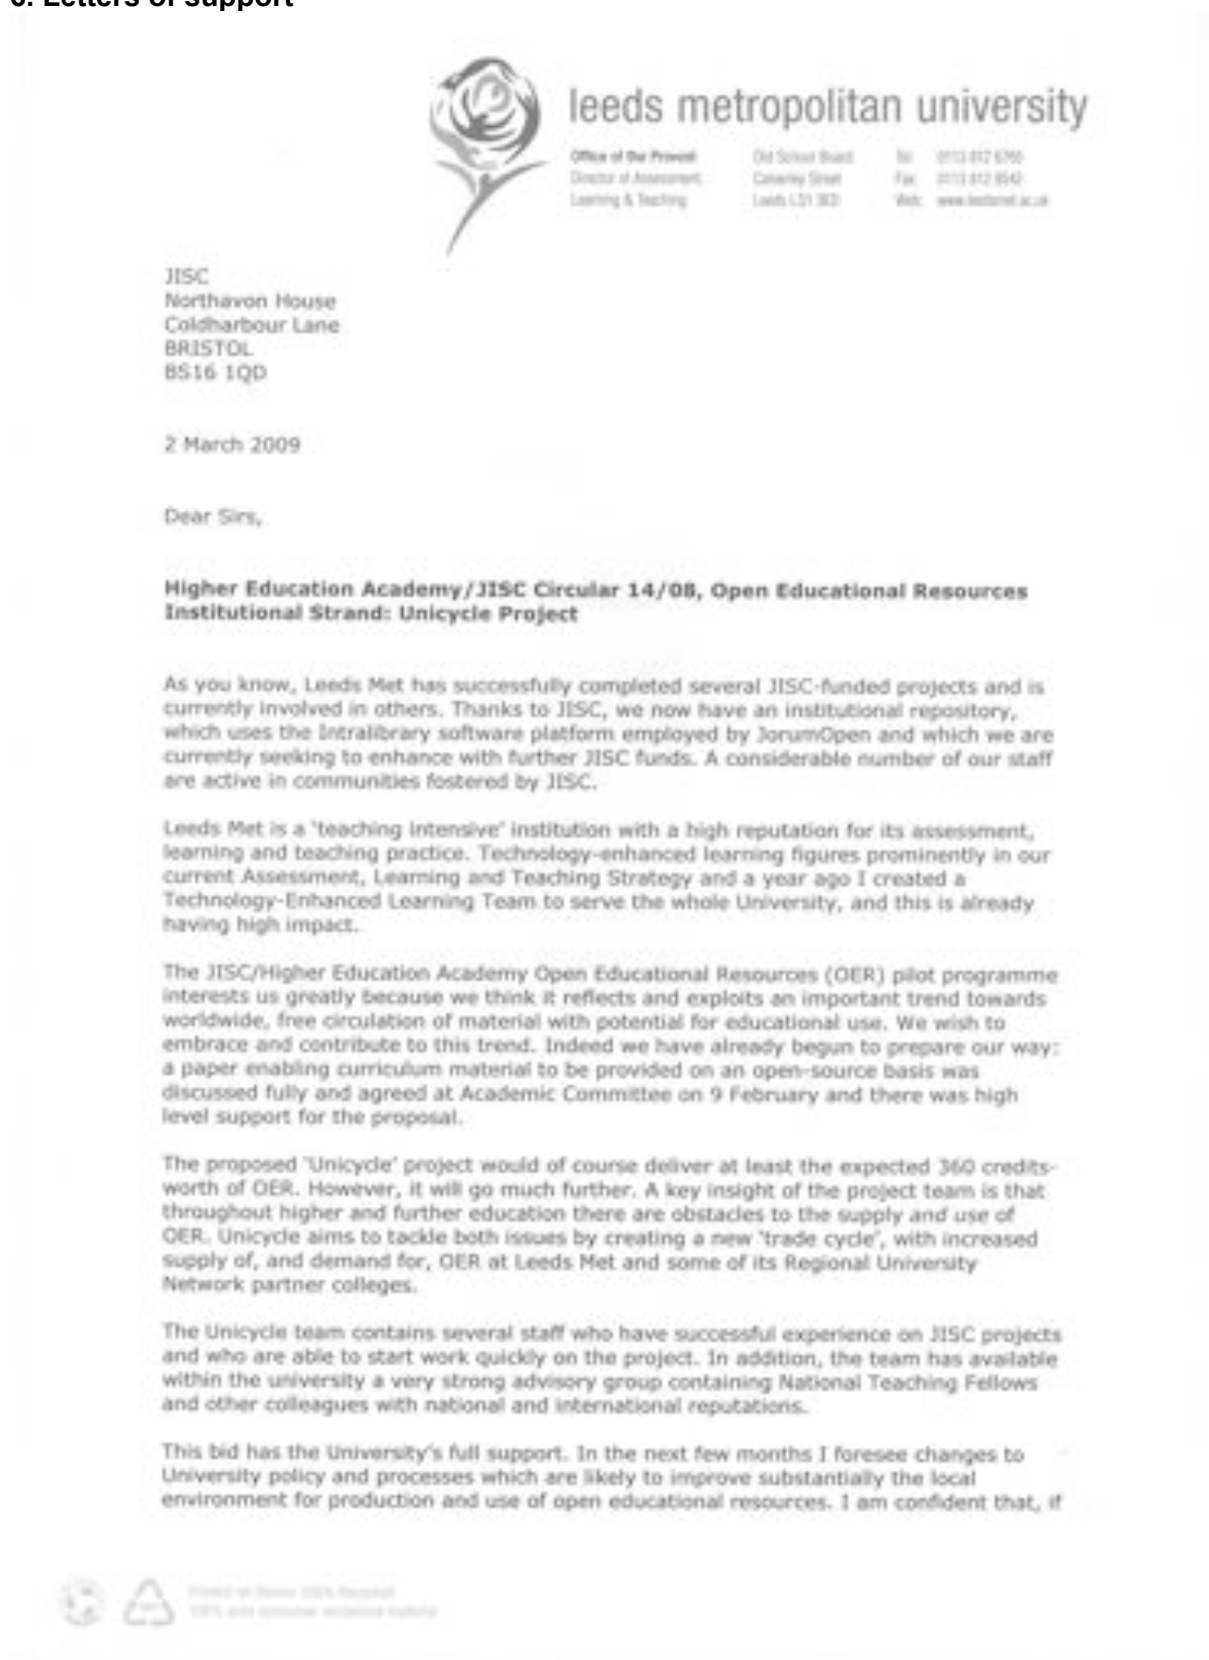 Letters of support
leeds metropolitan university
Office of the Provost
Director of Assessment,
Learning & Teaching
Old School Board
Calverley Street
Leeds LS1 3ED
Tel: 0113 812
Fax: 0113 812
Web: www.leedsmet.ac.uk
JISC
Northavon House
Coldharbour Lane
BRISTOL
BS16 1QD
2 March 2009
Dear Sirs,
Higher Education Academy/JISC Circular 14/08, Open Educational Resources
Institutional Strand: Unicycle Project
As you know, Leeds Met has successfully completed several JISC-funded projects and is
currently involved in others. Thanks to JISC, we now have an institutional repository,
which uses the Intralibrary software platform employed by JorumOpen and which we are
currently seeking to enhance with further JISC funds. A considerable number of our staff
are active in communities fostered by JISC.
Leeds Met is a 'teaching intensive' institution with a high reputation for its assessment,
learning and teaching practice. Technology-enhanced learning figures prominently in our
current Assessment, Learning and Teaching Strategy and a year ago I created a
Technology-Enhanced Learning Team to serve the whole University, and this is already
having high impact.
The JISC/Higher Education Academy Open Educational Resources (OER) pilot programme
interests us greatly because we think it reflects and exploits an important trend towards
worldwide, free circulation of material with potential for educational use. We wish to
embrace and contribute to this trend. Indeed we have already begun to prepare our way:
a paper enabling curriculum material to be provided on an open-source basis was
discussed fully and agreed at Academic Committee on 9 February and there was high
level support for the proposal.
The proposed 'Unicycle' project would of course deliver at least the expected 360 credits-
worth of OER. However, it will go much further. A key insight of the project team is that
throughout higher and further education there are obstacles to the supply and use of
OER. Unicycle aims to tackle both issues by creating a new 'trade cycle', with increased
supply of, and demand for, OER at Leeds Met and some of its Regional University
Network partner colleges.
The Unicycle team contains several staff who have successful experience on JISC projects
and who are able to start work quickly on the project. In addition, the team has available
within the university a very strong advisory group containing National Teaching Fellows
and other colleagues with national and international reputations.
This bid has the University's full support. In the next few months I foresee changes to
University policy and processes which are likely to improve substantially the local
environment for production and use of open educational resources. I am confident that, if